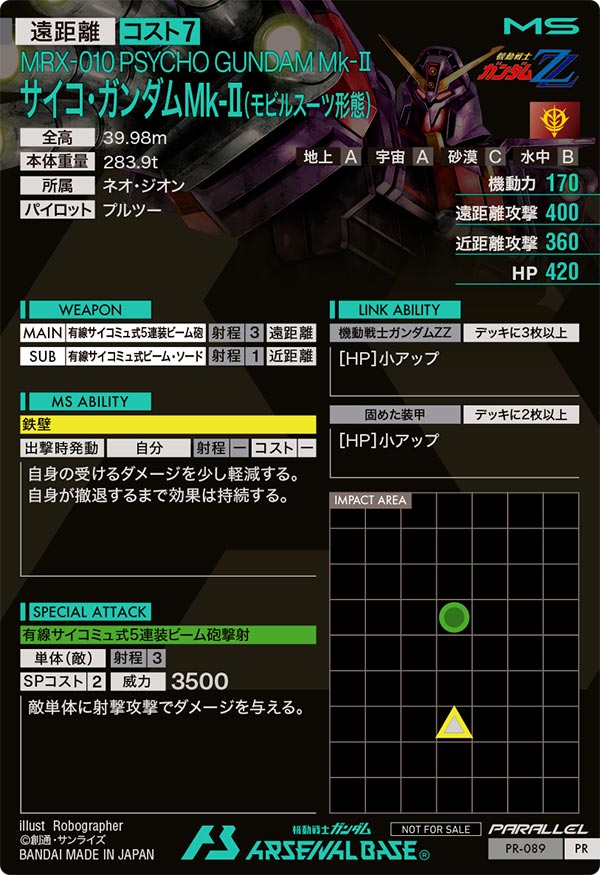 遠距離 コスト7
MS
MRX-010 PSYCHO GUNDAM Mk-Ⅱ
サイコ・ガンダムMk-Ⅱ(モビルスーツ形態)
機動戦士
ガンダムZZ
全高 39.98m
本体重量 283.9t
所属 ネオ・ジオン
パイロット プルツー
地上 A 宇宙 A 砂漠 C 水中 B
機動力 170
遠距離攻撃 400
近距離攻撃 360
HP 420
WEAPON
MAIN 有線サイコミュ式5連装ビーム砲 射程 3 遠距離
SUB 有線サイコミュ式ビーム・ソード 射程 1 近距離
MS ABILITY
鉄壁
出撃時発動 自分 射程 ー コスト ー
自身の受けるダメージを少し軽減する。
自身が撤退するまで効果は持続する。
SPECIAL ATTACK
有線サイコミュ式5連装ビーム砲撃射
単体(敵) 射程 3
SPコスト 2 威力 3500
敵単体に射撃攻撃でダメージを与える。
LINK ABILITY
機動戦士ガンダムZZ デッキに3枚以上
[HP]小アップ
固めた装甲 デッキに2枚以上
[HP]小アップ
IMPACT AREA
illust Robographer
©創通・サンライズ
BANDAI MADE IN JAPAN
機動戦士ガンダム
ARSENAL BASE®
NOT FOR SALE
PARALLEL
PR-089 PR